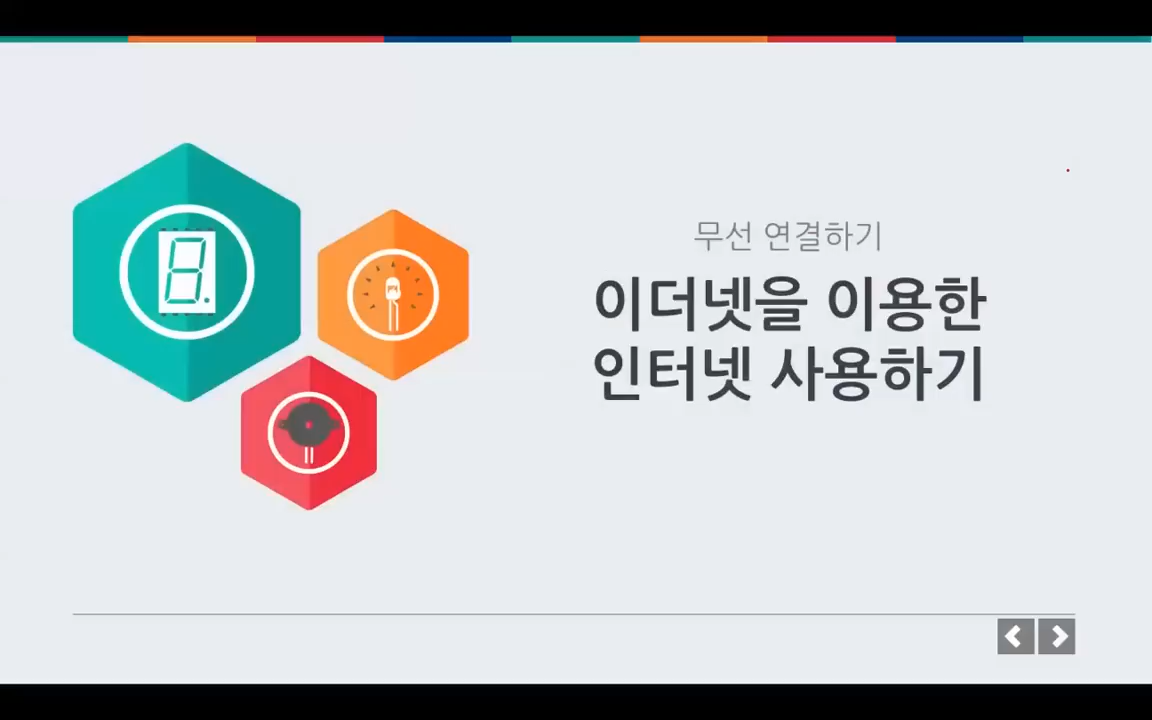 무선 연결하기
이더넷을 이용한
인터넷 사용하기